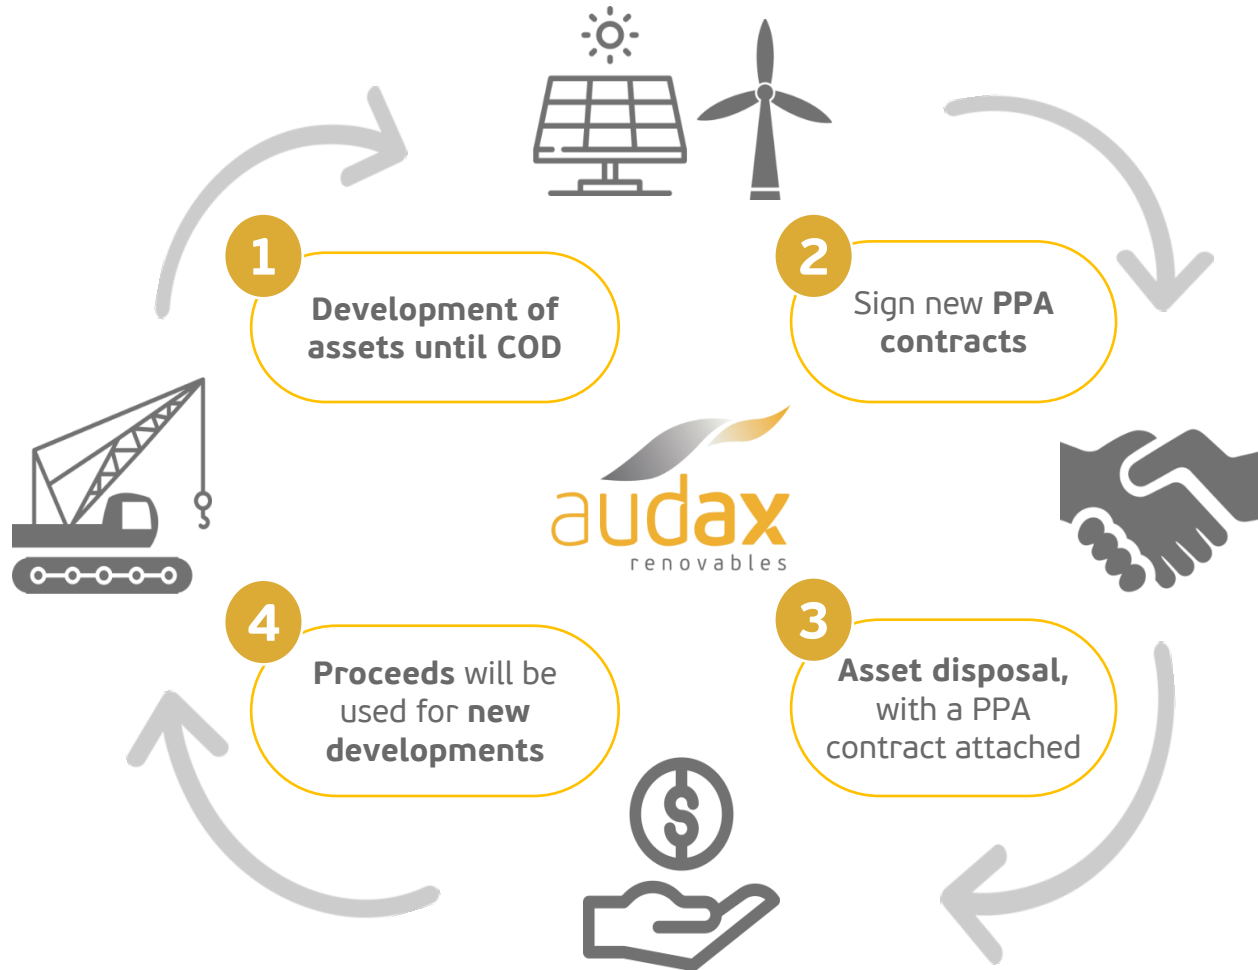 1
Development of
assets until COD
2
Sign new PPA
contracts
audax
renovables
3
Asset disposal,
with a PPA
contract attached
4
Proceeds will be
used for new
developments
$